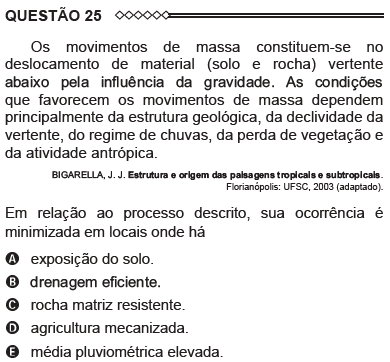 QUESTÃO 25
Os movimentos de massa constituem-se no
deslocamento de material (solo e rocha) vertente
abaixo pela influência da gravidade. As condições
que favorecem os movimentos de massa dependem
principalmente da estrutura geológica, da declividade da
vertente, do regime de chuvas, da perda de vegetação e
da atividade antrópica.
BIGARELLA, J. J. Estrutura e origem das paisagens tropicais e subtropicais.
Florianópolis: UFSC, 2003 (adaptado).
Em relação ao processo descrito, sua ocorrência é
minimizada em locais onde há
A exposição do solo.
B drenagem eficiente.
C rocha matriz resistente.
D agricultura mecanizada.
E média pluviométrica elevada.